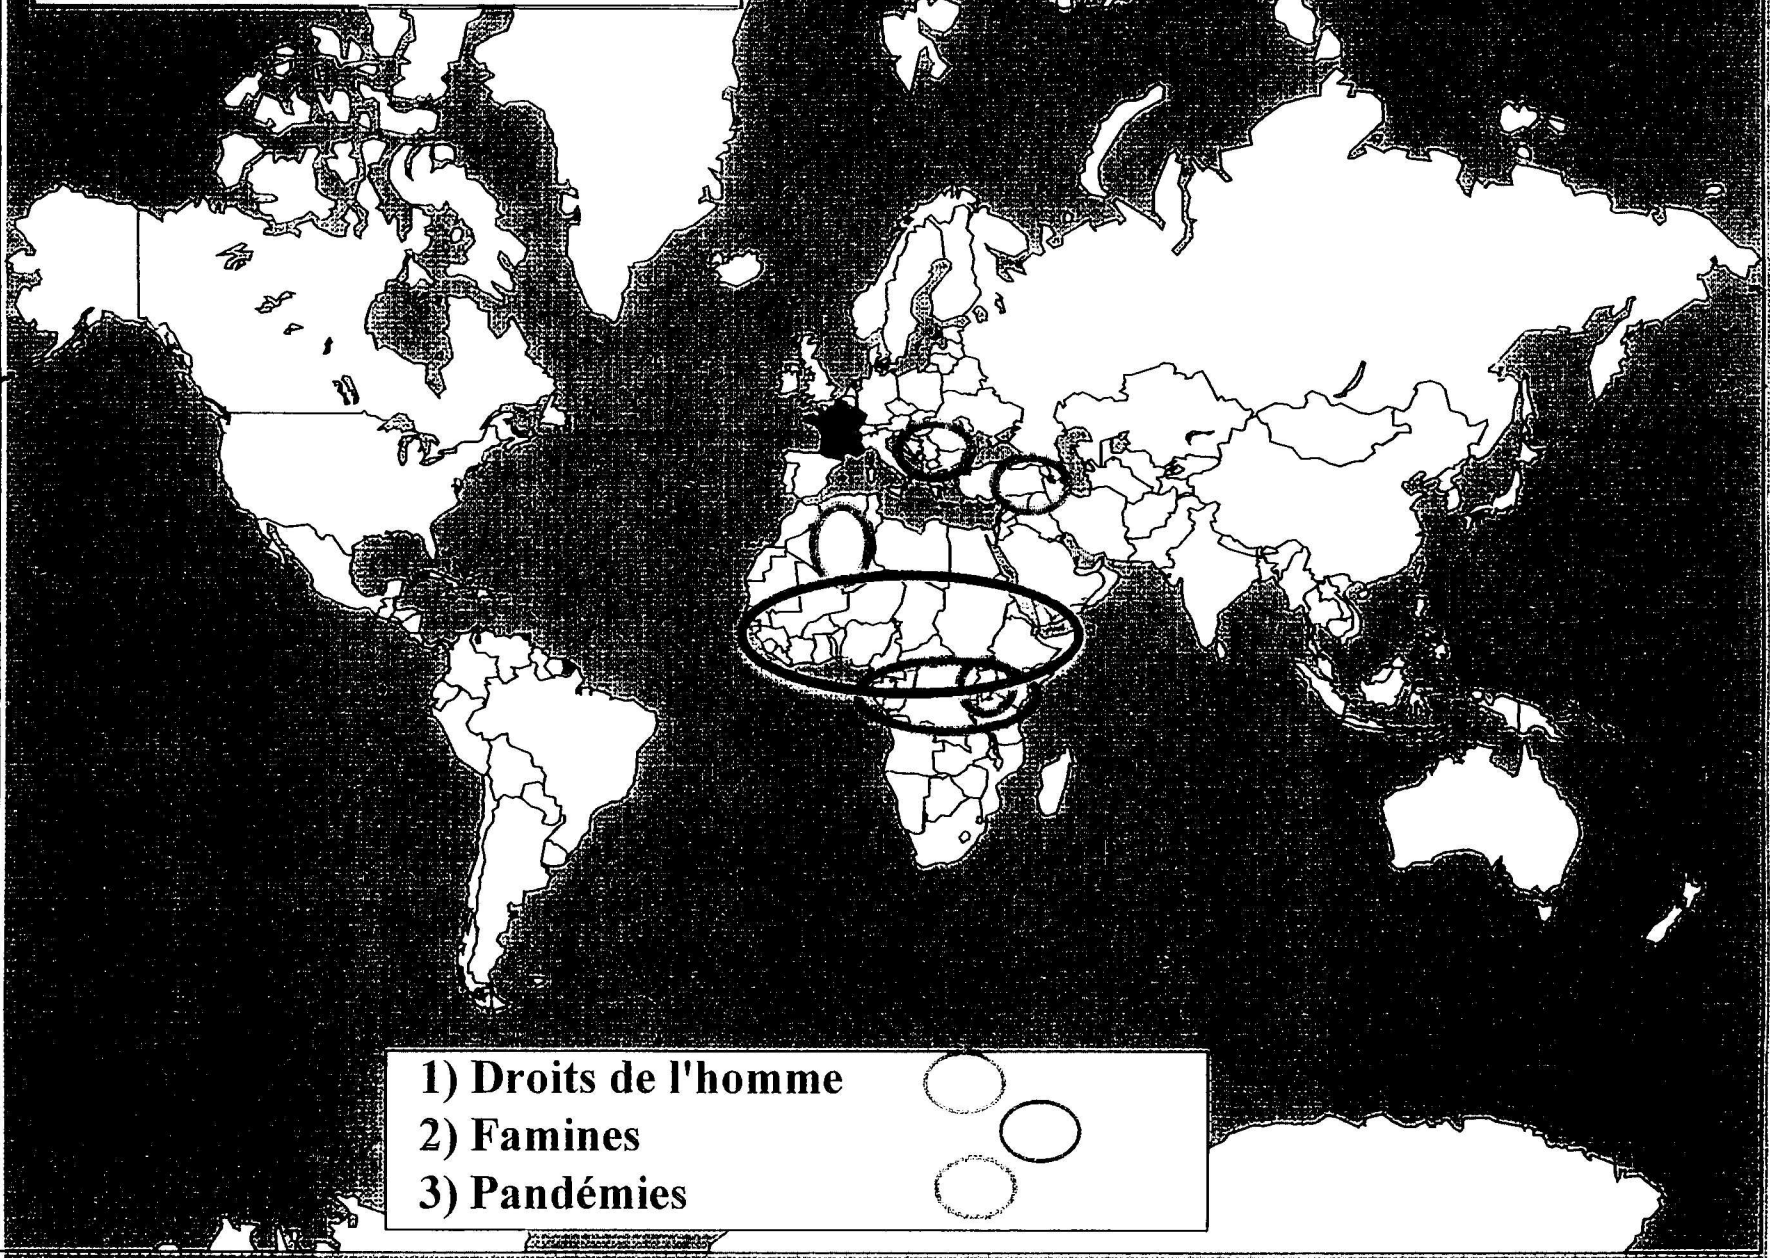 1) Droits de l'homme
2) Famines
3) Pandémies